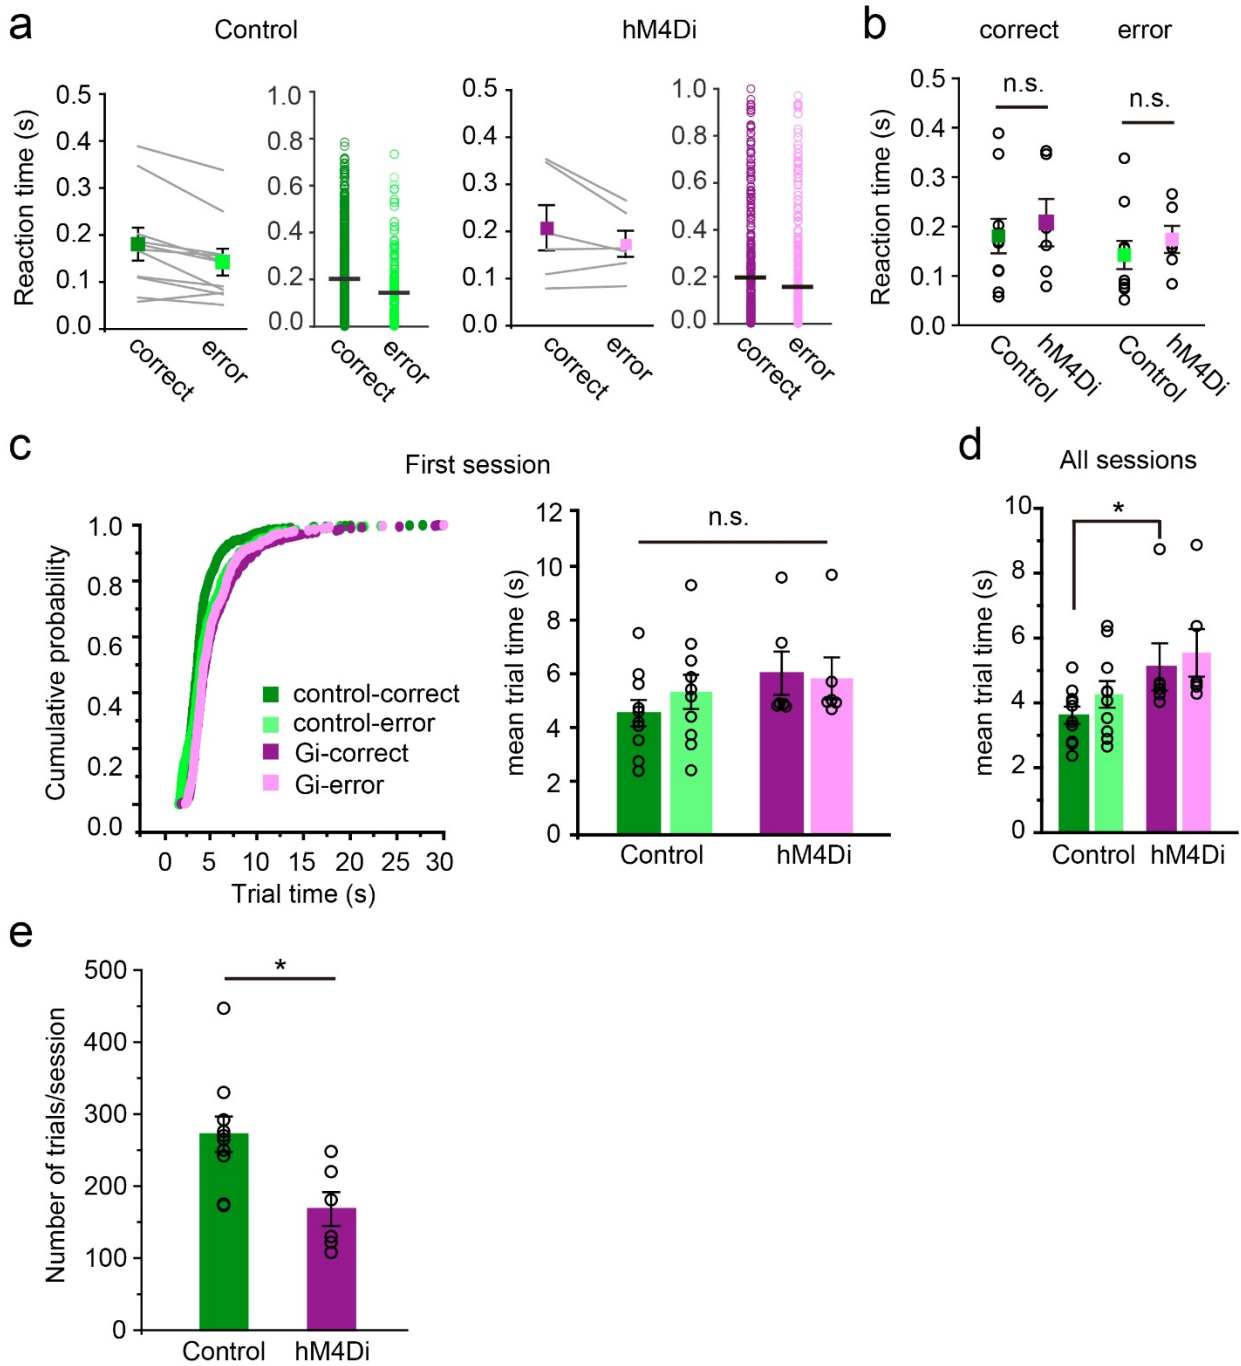 a
Control
hM4Di
b
correct
error
Reaction time (s)
0.5
0.4
0.3
0.2
0.1
0.0
correct
error
1.0
0.8
0.6
0.4
0.2
0.0
correct
error
0.5
0.4
0.3
0.2
0.1
0.0
correct
error
1.0
0.8
0.6
0.4
0.2
0.0
correct
error
Reaction time (s)
0.5
0.4
0.3
0.2
0.1
0.0
n.s.
n.s.
Control
hM4Di
Control
hM4Di
c
First session
Cumulative probability
1.0
0.8
0.6
0.4
0.2
0.0
control-correct
control-error
Gi-correct
Gi-error
0 5 10 15 20 25 30
Trial time (s)
mean trial time (s)
12
10
8
6
4
2
0
n.s.
Control hM4Di
d
All sessions
mean trial time (s)
10
8
6
4
2
0
*
Control hM4Di
e
Number of trials/session
500
400
300
200
100
0
*
Control hM4Di